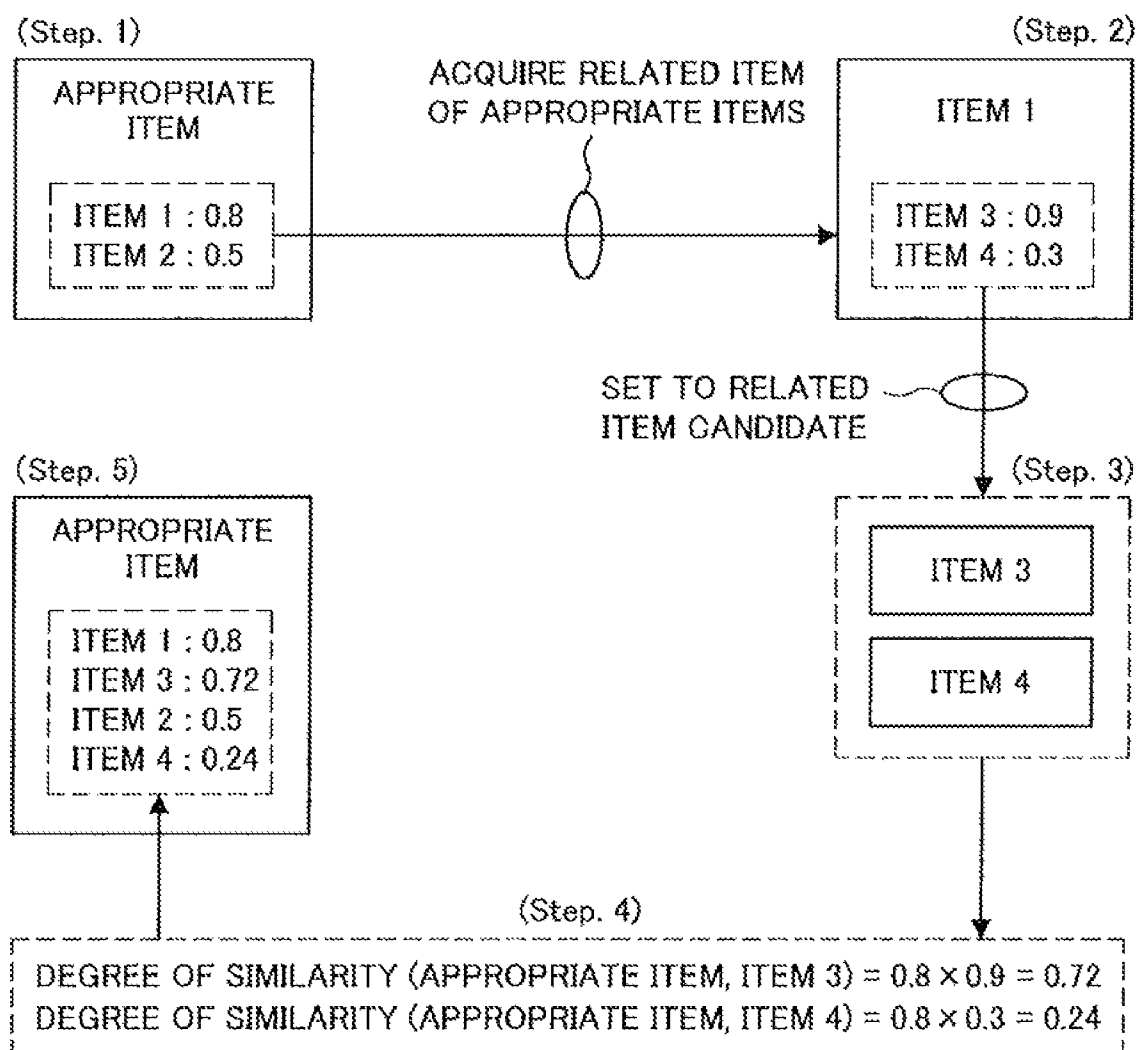 (Step. 1)
APPROPRIATE
ITEM
ITEM 1 : 0.8
ITEM 2 : 0.5
ACQUIRE RELATED ITEM
OF APPROPRIATE ITEMS
(Step. 2)
ITEM 1
ITEM 3 : 0.9
ITEM 4 : 0.3
SET TO RELATED
ITEM CANDIDATE
(Step. 3)
ITEM 3
ITEM 4
(Step. 5)
APPROPRIATE
ITEM
ITEM 1 : 0.8
ITEM 3 : 0.72
ITEM 2 : 0.5
ITEM 4 : 0.24
(Step. 4)
DEGREE OF SIMILARITY (APPROPRIATE ITEM, ITEM 3) = 0.8 × 0.9 = 0.72
DEGREE OF SIMILARITY (APPROPRIATE ITEM, ITEM 4) = 0.8 × 0.3 = 0.24